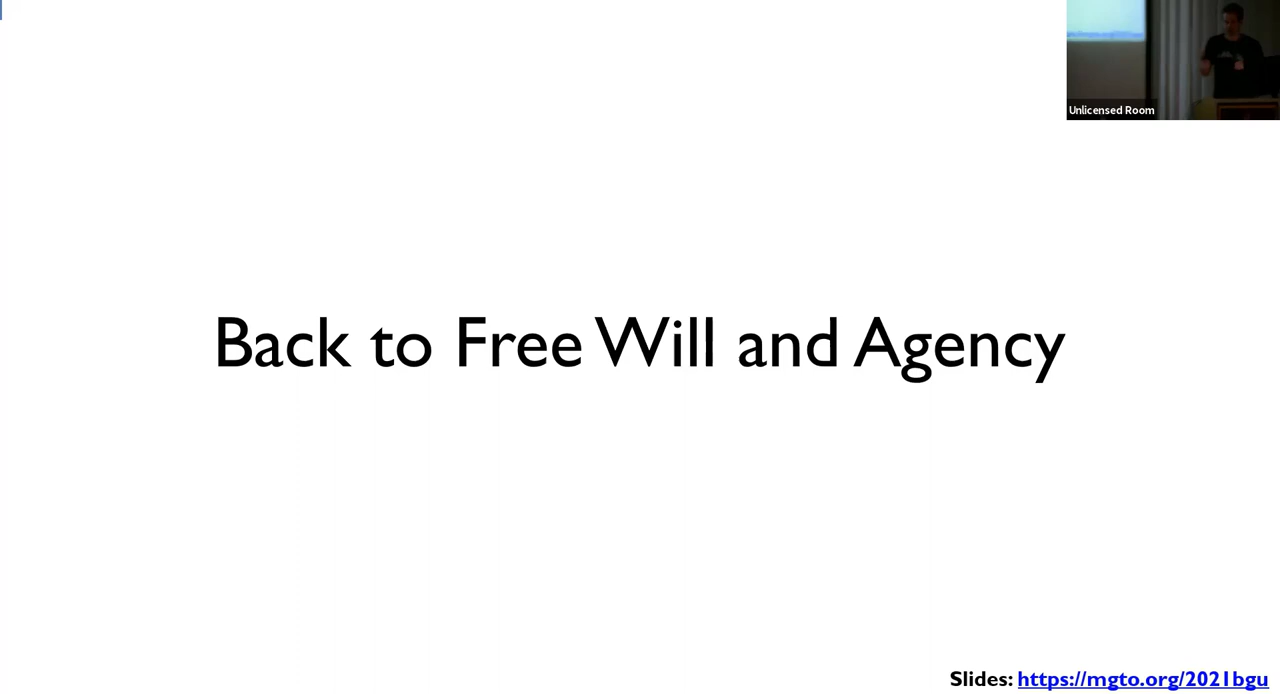 Unlicensed Room
Back to Free Will and Agency
Slides: https://mgto.org/2021bgu